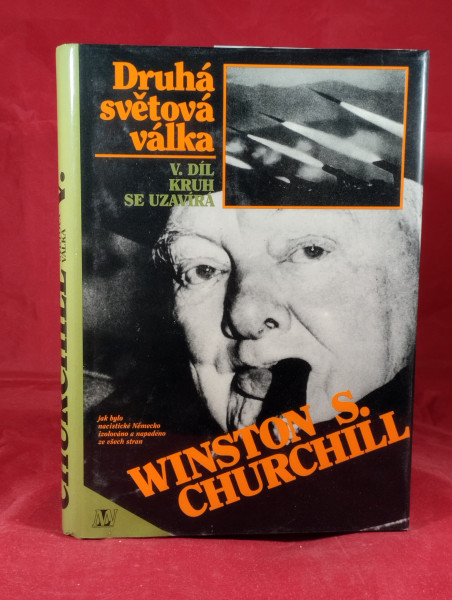 Druhá
světová
válka
V. DÍL
KRUH
SE UZAVÍRÁ
jak bylo
nacistické Německo
izolováno a napadeno
ze všech stran
WINSTON S.
CHURCHILL
CHURCHILL
VÁLKA
V.